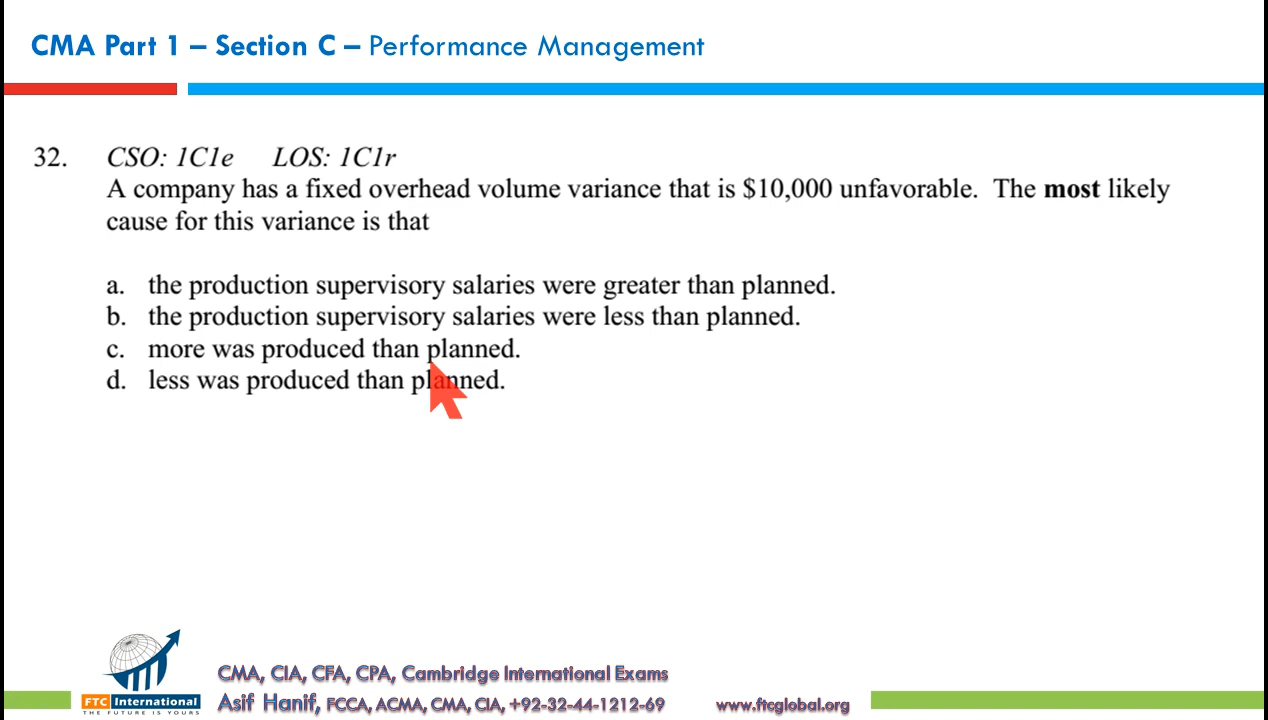 CMA Part 1 – Section C – Performance Management
32. CSO: 1C1e LOS: 1C1r
A company has a fixed overhead volume variance that is $10,000 unfavorable. The most likely
cause for this variance is that
a. the production supervisory salaries were greater than planned.
b. the production supervisory salaries were less than planned.
c. more was produced than planned.
d. less was produced than planned.
FTC International
THE FUTURE IS YOURS
CMA, CIA, CFA, CPA, Cambridge International Exams
Asif Hanif, FCCA, ACMA, CMA, CIA, +92-32-44-1212-69 www.ftcglobal.org